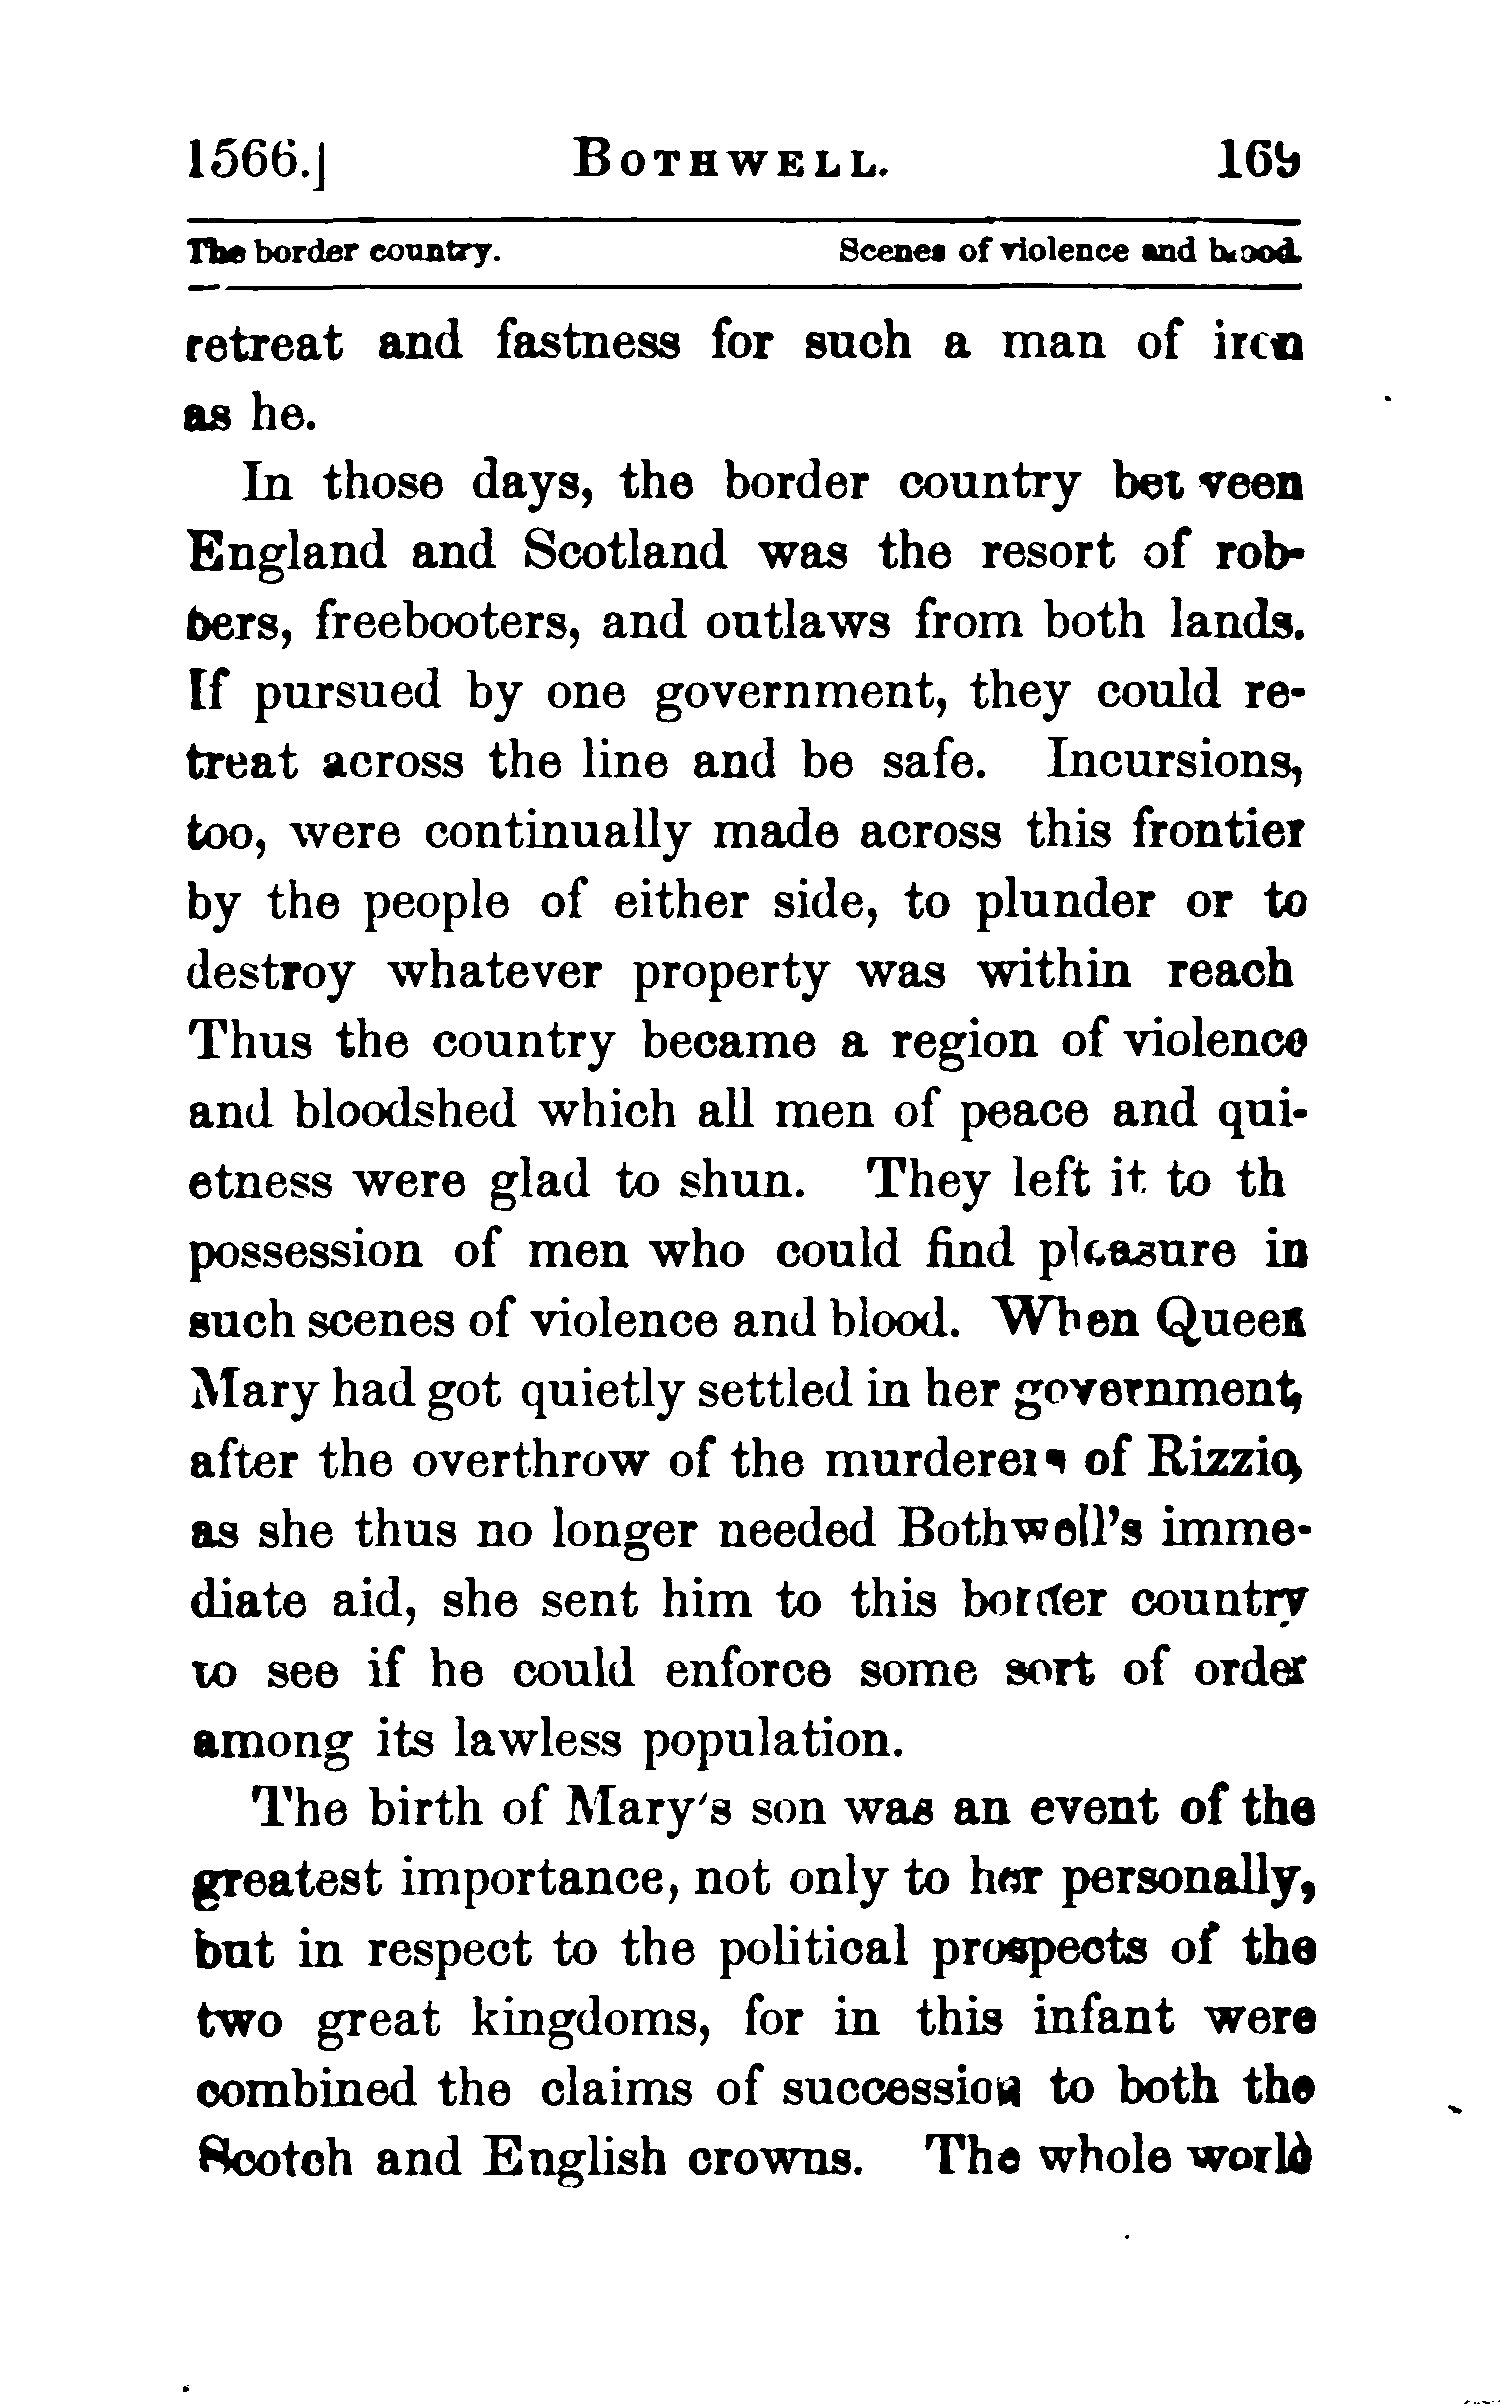 1566.] BOTHWELL. 169
The border country. Scenes of violence and blood.
retreat and fastness for such a man of iron
as he.
In those days, the border country between
England and Scotland was the resort of rob-
bers, freebooters, and outlaws from both lands.
If pursued by one government, they could re-
treat across the line and be safe. Incursions,
too, were continually made across this frontier
by the people of either side, to plunder or to
destroy whatever property was within reach
Thus the country became a region of violence
and bloodshed which all men of peace and qui-
etness were glad to shun. They left it to th
possession of men who could find pleasure in
such scenes of violence and blood. When Queen
Mary had got quietly settled in her government,
after the overthrow of the murderers of Rizzio,
as she thus no longer needed Bothwell's imme-
diate aid, she sent him to this border country
to see if he could enforce some sort of order
among its lawless population.
The birth of Mary's son was an event of the
greatest importance, not only to her personally,
but in respect to the political prospects of the
two great kingdoms, for in this infant were
combined the claims of succession to both the
Scotch and English crowns. The whole world